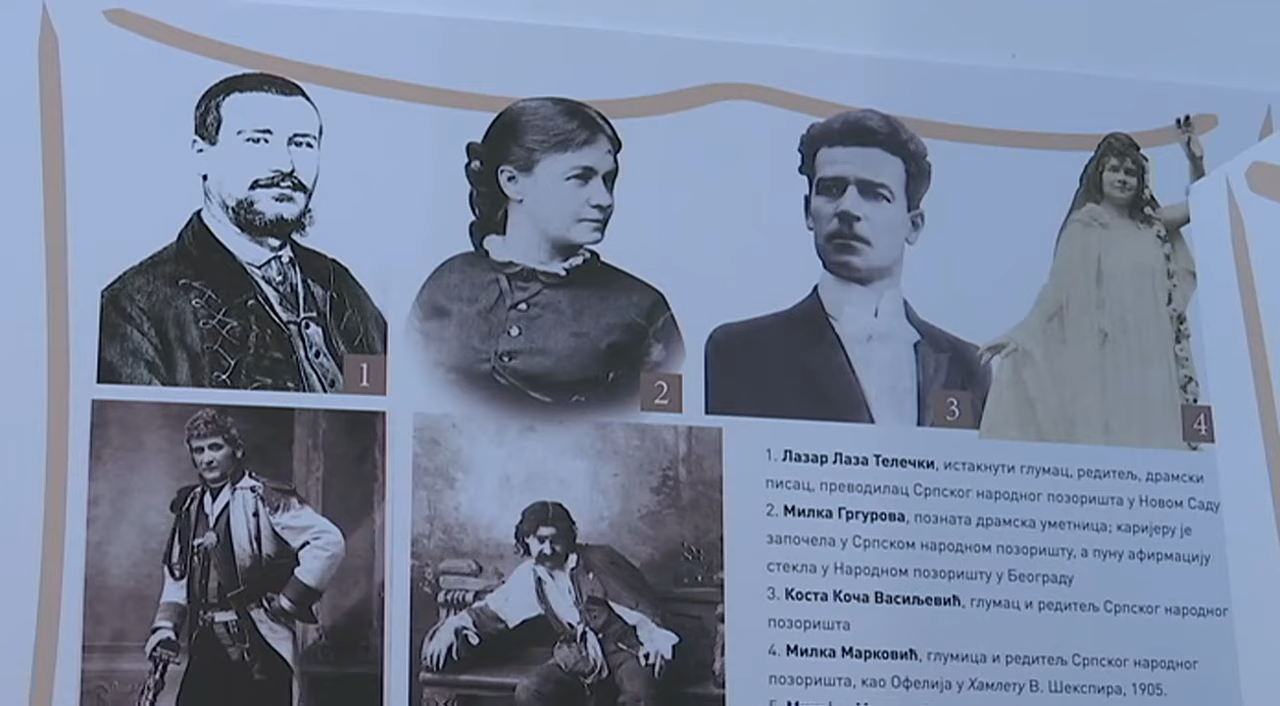 1
2
3
4
1. Лазар Лаза Телечки, истакнути глумац, редитељ, драмски
писац, преводилац Српског народног позоришта у Новом Саду
2. Милка Гргурова, позната драмска уметница; каријеру је
започела у Српском народном позоришту, а пуну афирмацију
стекла у Народном позоришту у Београду
3. Коста Коча Васиљевић, глумац и редитељ Српског народног
позоришта
4. Милка Марковић, глумица и редитељ Српског народног
позоришта, као Офелија у Хамлету В. Шекспира, 1905.